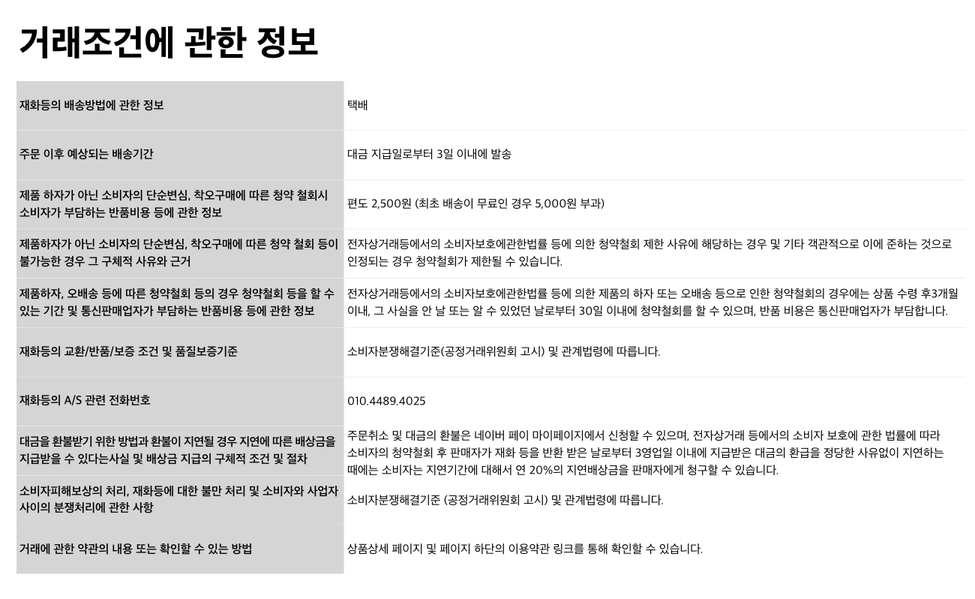 거래조건에 관한 정보
재화등의 배송방법에 관한 정보
택배
주문 이후 예상되는 배송기간
대금 지급일로부터 3일 이내에 발송
제품 하자가 아닌 소비자의 단순변심, 착오구매에 따른 청약 철회시
소비자가 부담하는 반품비용 등에 관한 정보
편도 2,500원 (최초 배송이 무료인 경우 5,000원 부과)
제품하자가 아닌 소비자의 단순변심, 착오구매에 따른 청약 철회 등이
불가능한 경우 그 구체적 사유와 근거
전자상거래등에서의 소비자보호에관한법률 등에 의한 청약철회 제한 사유에 해당하는 경우 및 기타 객관적으로 이에 준하는 것으로
인정되는 경우 청약철회가 제한될 수 있습니다.
제품하자, 오배송 등에 따른 청약철회 등의 경우 청약철회 등을 할 수
있는 기간 및 통신판매업자가 부담하는 반품비용 등에 관한 정보
전자상거래등에서의 소비자보호에관한법률 등에 의한 제품의 하자 또는 오배송 등으로 인한 청약철회의 경우에는 상품 수령 후3개월
이내, 그 사실을 안 날 또는 알 수 있었던 날로부터 30일 이내에 청약철회를 할 수 있으며, 반품 비용은 통신판매업자가 부담합니다.
재화등의 교환/반품/보증 조건 및 품질보증기준
소비자분쟁해결기준(공정거래위원회 고시) 및 관계법령에 따릅니다.
재화등의 A/S 관련 전화번호
010.4489.4025
대금을 환불받기 위한 방법과 환불이 지연될 경우 지연에 따른 배상금을
지급받을 수 있다는사실 및 배상금 지급의 구체적 조건 및 절차
주문취소 및 대금의 환불은 네이버 페이 마이페이지에서 신청할 수 있으며, 전자상거래 등에서의 소비자 보호에 관한 법률에 따라
소비자의 청약철회 후 판매자가 재화 등을 반환 받은 날로부터 3영업일 이내에 지급받은 대금의 환급을 정당한 사유없이 지연하는
때에는 소비자는 지연기간에 대해서 연 20%의 지연배상금을 판매자에게 청구할 수 있습니다.
소비자피해보상의 처리, 재화등에 대한 불만 처리 및 소비자와 사업자
사이의 분쟁처리에 관한 사항
소비자분쟁해결기준 (공정거래위원회 고시) 및 관계법령에 따릅니다.
거래에 관한 약관의 내용 또는 확인할 수 있는 방법
상품상세 페이지 및 페이지 하단의 이용약관 링크를 통해 확인할 수 있습니다.